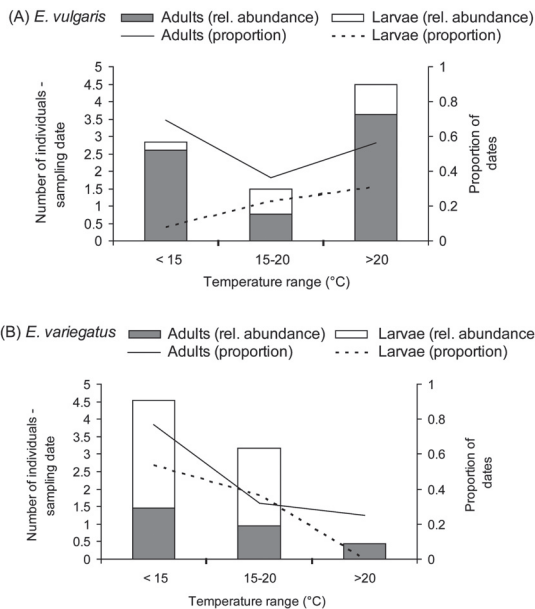 (A) E. vulgaris
Adults (rel. abundance) Larvae (rel. abundance)
Adults (proportion) Larvae (proportion)
Number of individuals - sampling date
5
4.5
4
3.5
3
2.5
2
1.5
1
0.5
0
1
0.8
0.6
0.4
0.2
0
Proportion of dates
< 15 15-20 >20
Temperature range (°C)
(B) E. variegatus
Adults (rel. abundance) Larvae (rel. abundance
Adults (proportion) Larvae (proportion)
Number of individuals - sampling date
5
4.5
4
3.5
3
2.5
2
1.5
1
0.5
0
1
0.8
0.6
0.4
0.2
0
Proportion of dates
< 15 15-20 >20
Temperature range (°C)